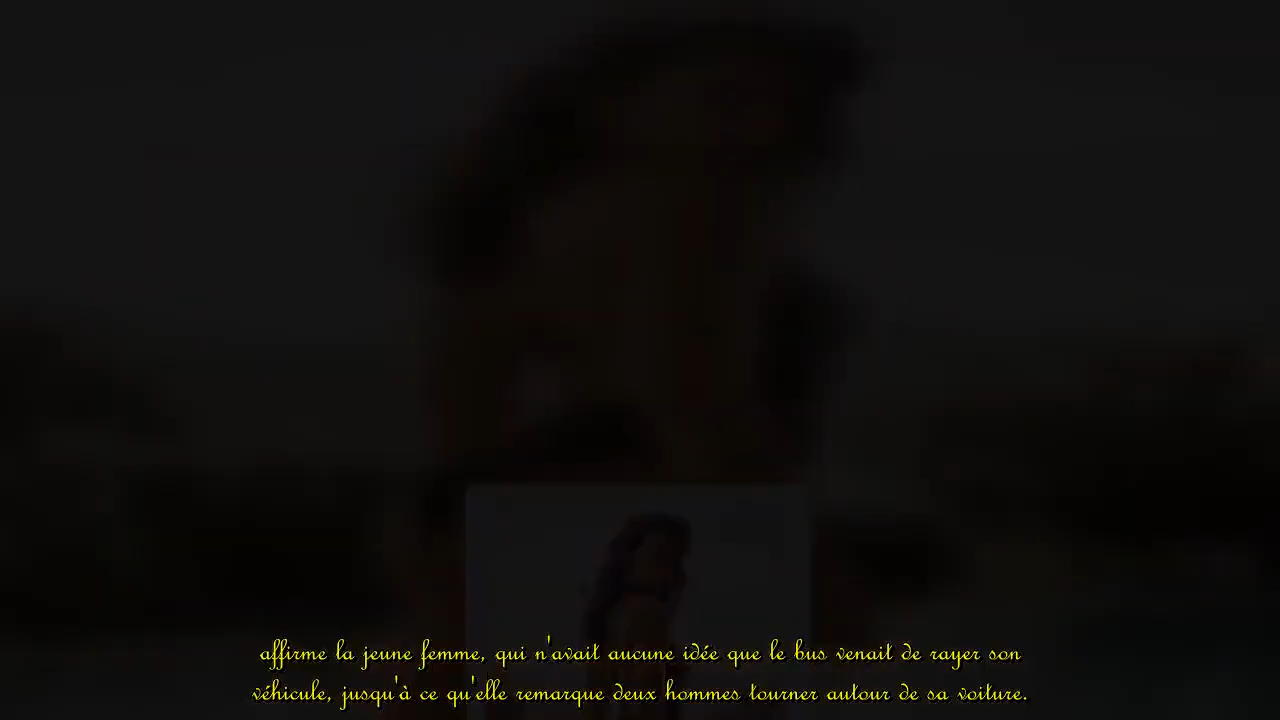 affirme la jeune femme, qui n'avait aucune idée que le bus venait de rayer son
véhicule, jusqu'à ce qu'elle remarque deux hommes tourner autour de sa voiture.